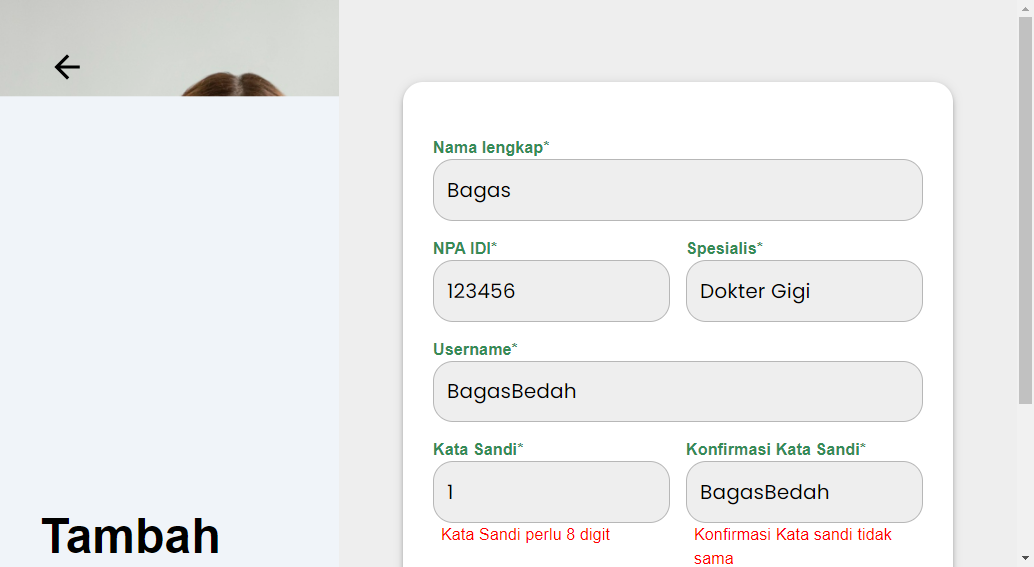 Nama lengkap*
Bagas
NPA IDI* Spesialis*
123456 Dokter Gigi
Username*
BagasBedah
Kata Sandi* Konfirmasi Kata Sandi*
1 BagasBedah
Kata Sandi perlu 8 digit Konfirmasi Kata sandi tidak
sama
Tambah